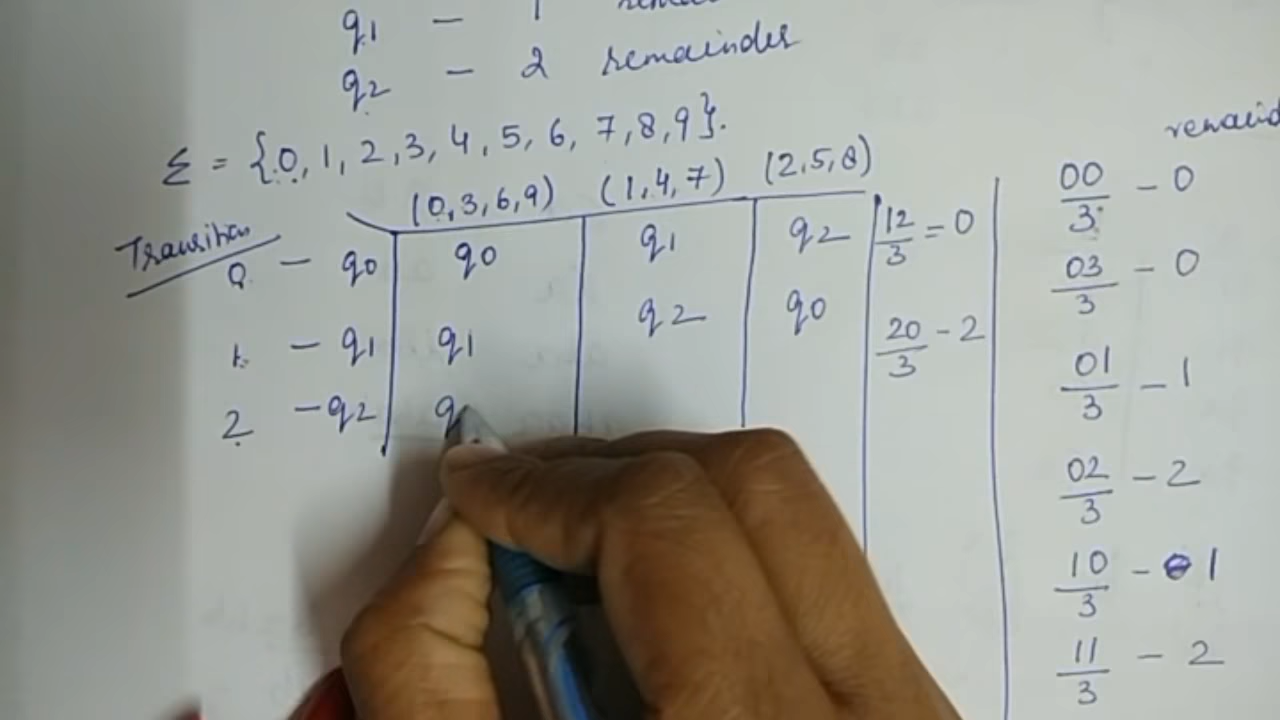 q1 - 1
q2 - 2 remainder
Σ = {0, 1, 2, 3, 4, 5, 6, 7, 8, 9}.
(0,3,6,9) (1,4,7) (2,5,8)
Transition
0 - q0 q0 q1 q2
1 - q1 q1 q2 q0
2 - q2 q
12/3 = 0
20/3 - 2
00/3 - 0
03/3 - 0
01/3 - 1
02/3 - 2
10/3 - 1
11/3 - 2